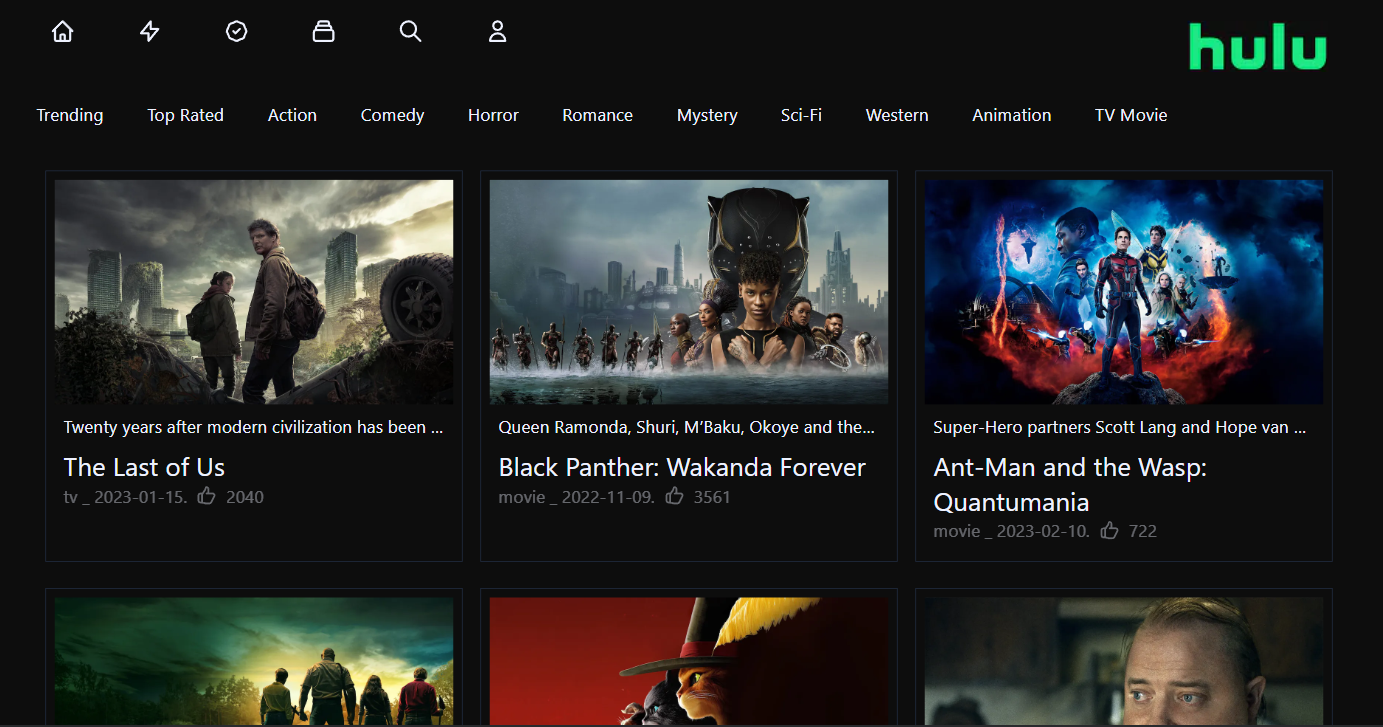 hulu
Trending Top Rated Action Comedy Horror Romance Mystery Sci-Fi Western Animation TV Movie
Twenty years after modern civilization has been ...
The Last of Us
tv _ 2023-01-15. 2040
Queen Ramonda, Shuri, M’Baku, Okoye and the...
Black Panther: Wakanda Forever
movie _ 2022-11-09. 3561
Super-Hero partners Scott Lang and Hope van ...
Ant-Man and the Wasp:
Quantumania
movie _ 2023-02-10. 722